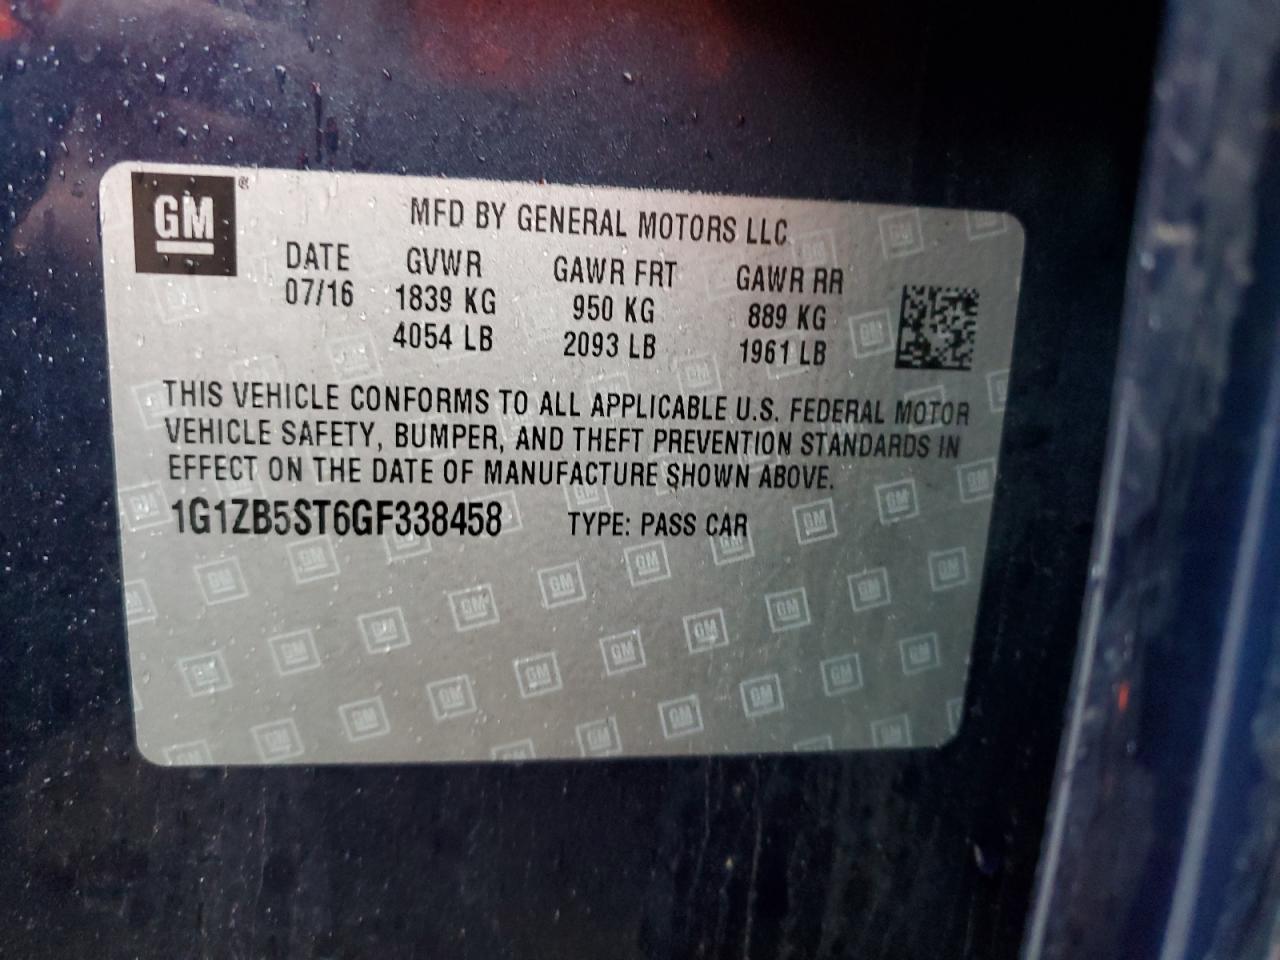 GM®
MFD BY GENERAL MOTORS LLC
DATE GVWR GAWR FRT GAWR RR
07/16 1839 KG 950 KG 889 KG
4054 LB 2093 LB 1961 LB
THIS VEHICLE CONFORMS TO ALL APPLICABLE U.S. FEDERAL MOTOR
VEHICLE SAFETY, BUMPER, AND THEFT PREVENTION STANDARDS IN
EFFECT ON THE DATE OF MANUFACTURE SHOWN ABOVE.
1G1ZB5ST6GF338458 TYPE: PASS CAR